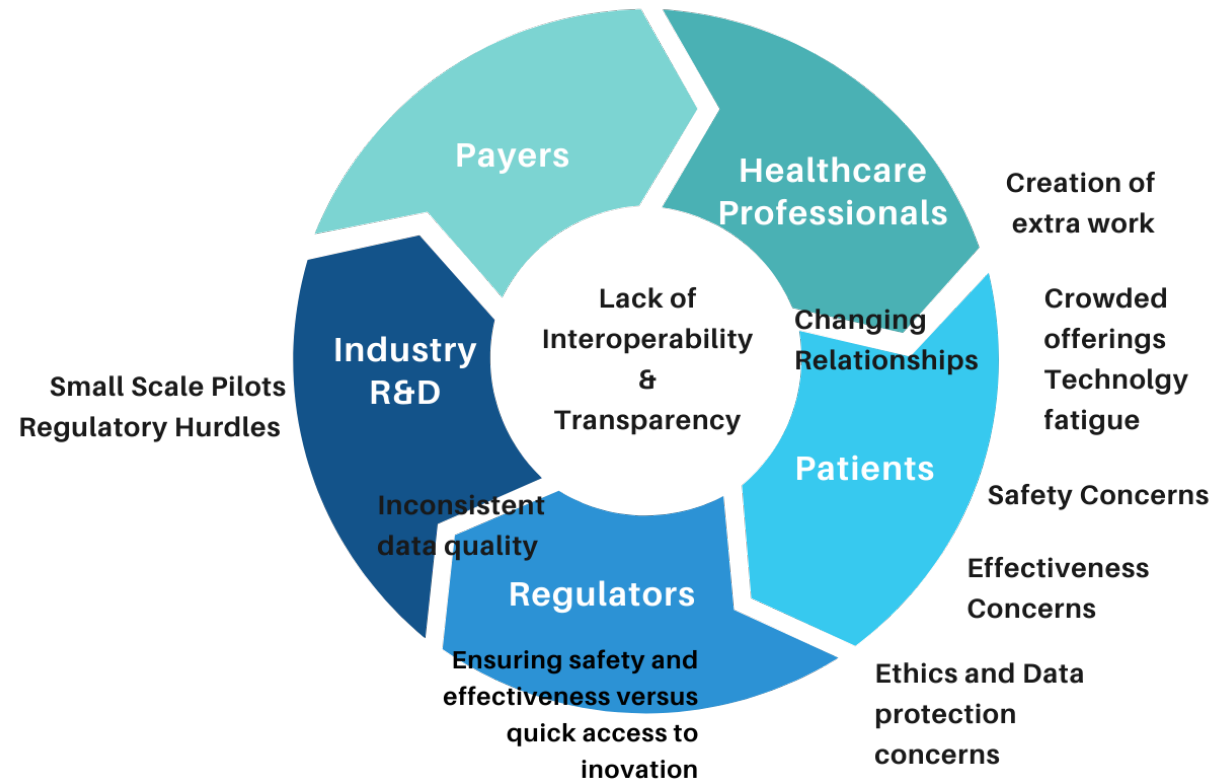 Payers
Healthcare
Professionals
Creation of
extra work
Lack of
Interoperability
&
Transparency
Changing
Relationships
Crowded
offerings
Technolgy
fatigue
Industry
R&D
Small Scale Pilots
Regulatory Hurdles
Patients
Safety Concerns
Inconsistent
data quality
Effectiveness
Concerns
Regulators
Ensuring safety and
effectiveness versus
quick access to
inovation
Ethics and Data
protection
concerns